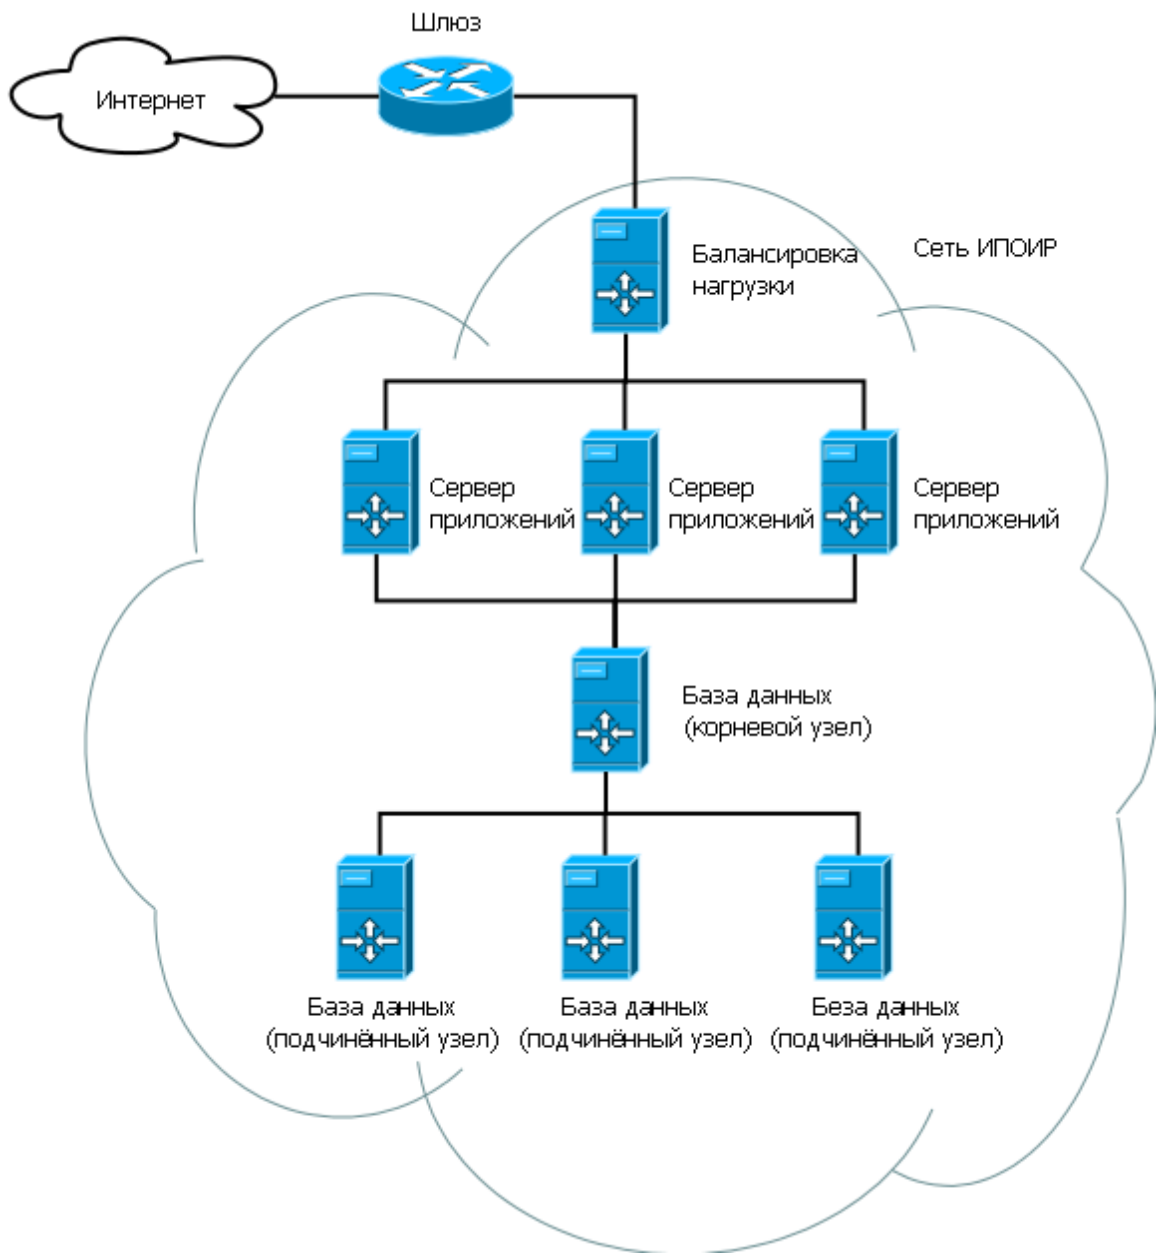 Шлюз
Интернет
Балансировка
нагрузки
Сеть ИПОИР
Сервер
приложений
Сервер
приложений
Сервер
приложений
База данных
(корневой узел)
База данных
(подчинённый узел)
База данных
(подчинённый узел)
Беза данных
(подчинённый узел)